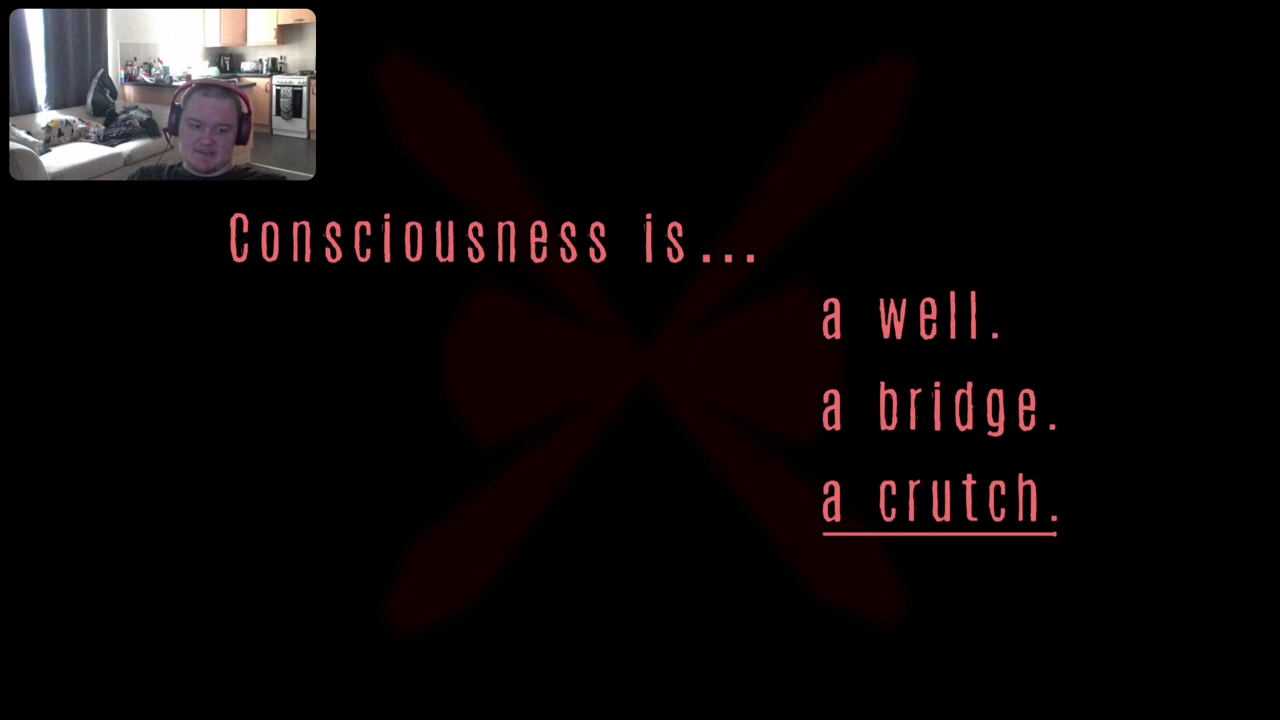 Consciousness is...
a well.
a bridge.
a crutch.